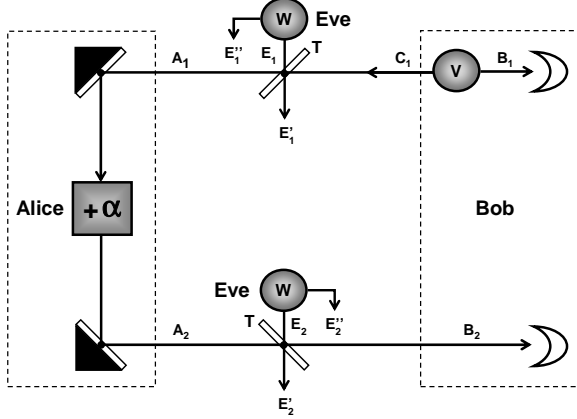 W Eve
E₁'' E₁ T
A₁ C₁ V B₁
E₁'
Alice +α Bob
Eve W
T E₂ E₂''
A₂ B₂
E₂'